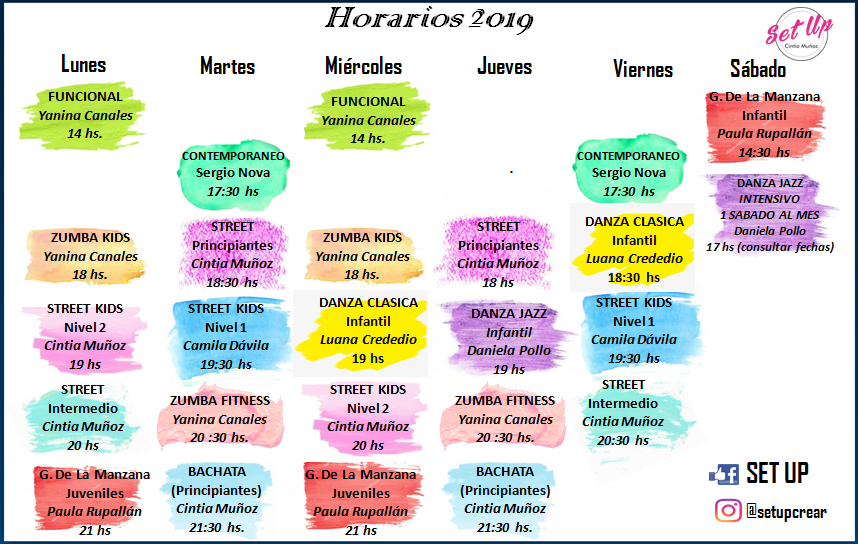 Horarios 2019
Set Up
Cintia Muñoz
Lunes
FUNCIONAL
Yanina Canales
14 hs.
ZUMBA KIDS
Yanina Canales
18 hs.
STREET KIDS
Nivel 2
Cintia Muñoz
19 hs
STREET
Intermedio
Cintia Muñoz
20 hs
G. De La Manzana
Juveniles
Paula Rupallán
21 hs
Martes
CONTEMPORANEO
Sergio Nova
17:30 hs
STREET
Principiantes
Cintia Muñoz
18:30 hs
STREET KIDS
Nivel 1
Camila Dávila
19:30 hs
ZUMBA FITNESS
Yanina Canales
20 :30 hs.
BACHATA
(Principiantes)
Cintia Muñoz
21:30 hs.
Miércoles
FUNCIONAL
Yanina Canales
14 hs.
ZUMBA KIDS
Yanina Canales
18 hs.
DANZA CLASICA
Infantil
Luana Crededio
19 hs
STREET KIDS
Nivel 2
Cintia Muñoz
20 hs
G. De La Manzana
Juveniles
Paula Rupallán
21 hs
Jueves
STREET
Principiantes
Cintia Muñoz
18 hs
DANZA JAZZ
Infantil
Daniela Pollo
19 hs
ZUMBA FITNESS
Yanina Canales
20 :30 hs.
BACHATA
(Principiantes)
Cintia Muñoz
21:30 hs.
Viernes
CONTEMPORANEO
Sergio Nova
17:30 hs
DANZA CLASICA
Infantil
Luana Crededio
18:30 hs
STREET KIDS
Nivel 1
Camila Dávila
19:30 hs
STREET
Intermedio
Cintia Muñoz
20:30 hs
Sábado
G. De La Manzana
Infantil
Paula Rupallán
14:30 hs
DANZA JAZZ
INTENSIVO
1 SABADO AL MES
Daniela Pollo
17 hs (consultar fechas)
SET UP
@setupcrear